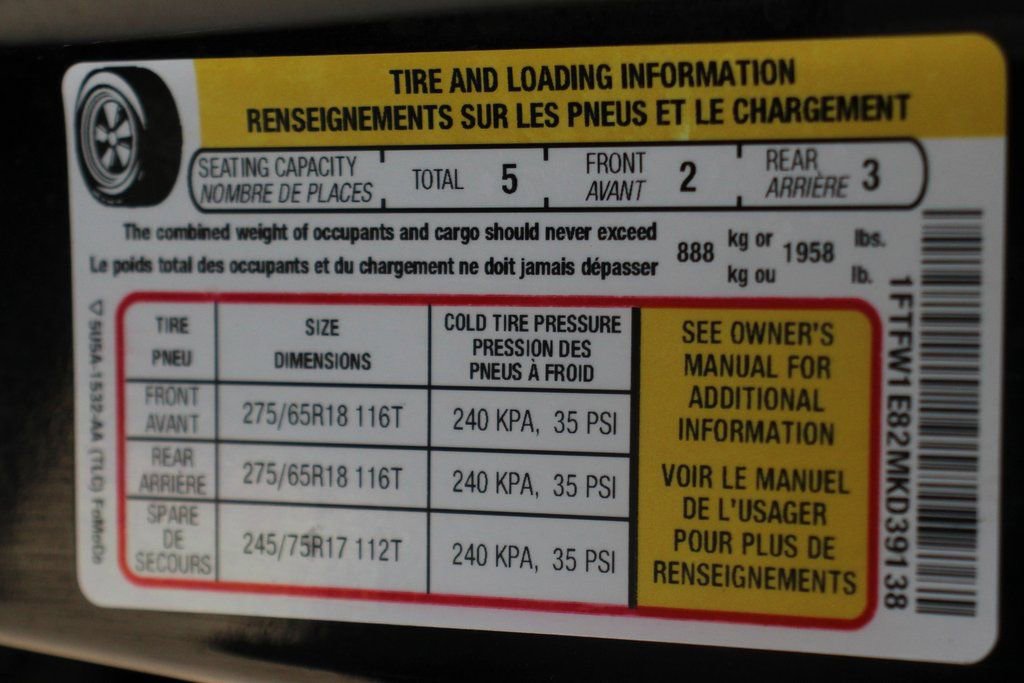 TIRE AND LOADING INFORMATION
RENSEIGNEMENTS SUR LES PNEUS ET LE CHARGEMENT
SEATING CAPACITY TOTAL 5 FRONT 2 REAR 3
NOMBRE DE PLACES AVANT ARRIÈRE
The combined weight of occupants and cargo should never exceed 888 kg or 1958 lbs.
Le poids total des occupants et du chargement ne doit jamais dépasser kg ou lb.
TIRE SIZE COLD TIRE PRESSURE
PNEU DIMENSIONS PRESSION DES
PNEUS À FROID
FRONT
AVANT 275/65R18 116T 240 KPA, 35 PSI
REAR
ARRIÈRE 275/65R18 116T 240 KPA, 35 PSI
SPARE
DE
SECOURS 245/75R17 112T 240 KPA, 35 PSI
SEE OWNER'S
MANUAL FOR
ADDITIONAL
INFORMATION
VOIR LE MANUEL
DE L'USAGER
POUR PLUS DE
RENSEIGNEMENTS
1FTFW1E82MKD39138
5USA-1532-AA (TLC) FoMoCo